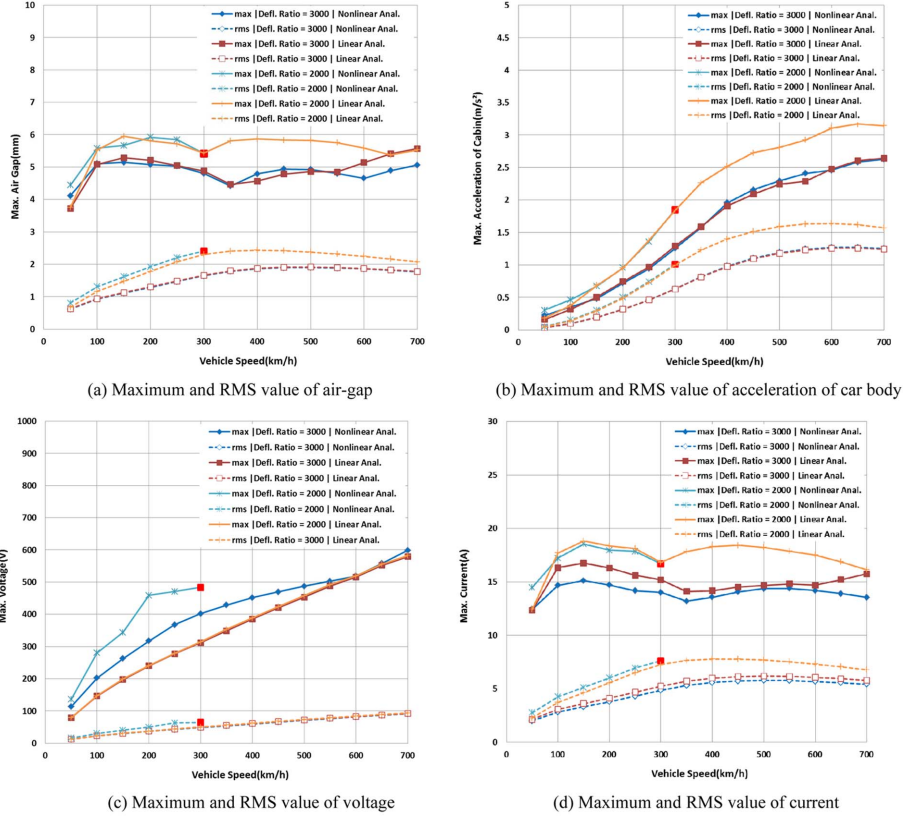 10
9
8
7
6
5
4
3
2
1
0
Max. Air Gap(mm)
max |Defl. Ratio = 3000 | Nonlinear Anal.
rms |Defl. Ratio = 3000 | Nonlinear Anal.
max |Defl. Ratio = 3000 | Linear Anal.
rms |Defl. Ratio = 3000 | Linear Anal.
max |Defl. Ratio = 2000 | Nonlinear Anal.
rms |Defl. Ratio = 2000 | Nonlinear Anal.
max |Defl. Ratio = 2000 | Linear Anal.
rms |Defl. Ratio = 2000 | Linear Anal.
0 100 200 300 400 500 600 700
Vehicle Speed(km/h)
(a) Maximum and RMS value of air-gap
5
4.5
4
3.5
3
2.5
2
1.5
1
0.5
0
Max. Acceleration of Cabin(m/s²)
max |Defl. Ratio = 3000 | Nonlinear Anal.
rms |Defl. Ratio = 3000 | Nonlinear Anal.
max |Defl. Ratio = 3000 | Linear Anal.
rms |Defl. Ratio = 3000 | Linear Anal.
max |Defl. Ratio = 2000 | Nonlinear Anal.
rms |Defl. Ratio = 2000 | Nonlinear Anal.
max |Defl. Ratio = 2000 | Linear Anal.
rms |Defl. Ratio = 2000 | Linear Anal.
0 100 200 300 400 500 600 700
Vehicle Speed(km/h)
(b) Maximum and RMS value of acceleration of car body
1000
900
800
700
600
500
400
300
200
100
0
Max. Voltage(V)
max |Defl. Ratio = 3000 | Nonlinear Anal.
rms |Defl. Ratio = 3000 | Nonlinear Anal.
max |Defl. Ratio = 3000 | Linear Anal.
rms |Defl. Ratio = 3000 | Linear Anal.
max |Defl. Ratio = 2000 | Nonlinear Anal.
rms |Defl. Ratio = 2000 | Nonlinear Anal.
max |Defl. Ratio = 2000 | Linear Anal.
rms |Defl. Ratio = 3000 | Linear Anal.
0 100 200 300 400 500 600 700
Vehicle Speed(km/h)
(c) Maximum and RMS value of voltage
30
25
20
15
10
5
0
Max. Current(A)
max |Defl. Ratio = 3000 | Nonlinear Anal.
rms |Defl. Ratio = 3000 | Nonlinear Anal.
max |Defl. Ratio = 3000 | Linear Anal.
rms |Defl. Ratio = 3000 | Linear Anal.
max |Defl. Ratio = 2000 | Nonlinear Anal.
rms |Defl. Ratio = 2000 | Nonlinear Anal.
max |Defl. Ratio = 2000 | Linear Anal.
rms |Defl. Ratio = 2000 | Linear Anal.
0 100 200 300 400 500 600 700
Vehicle Speed(km/h)
(d) Maximum and RMS value of current